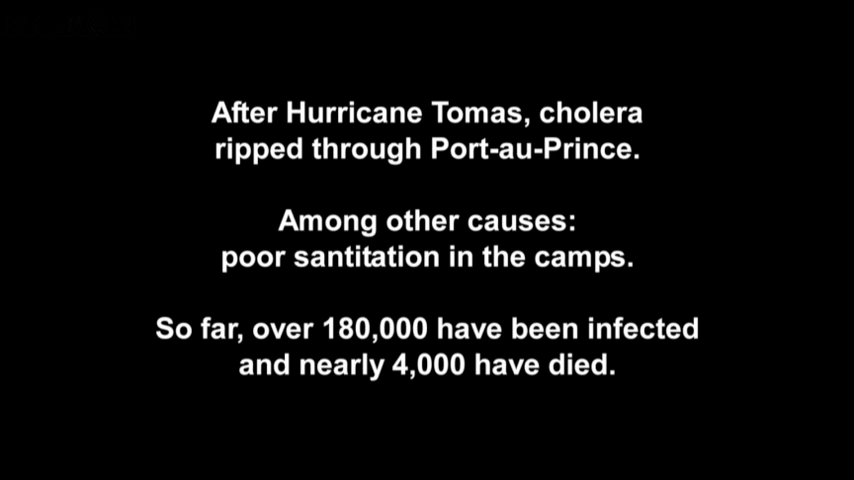 After Hurricane Tomas, cholera
ripped through Port-au-Prince.
Among other causes:
poor santitation in the camps.
So far, over 180,000 have been infected
and nearly 4,000 have died.